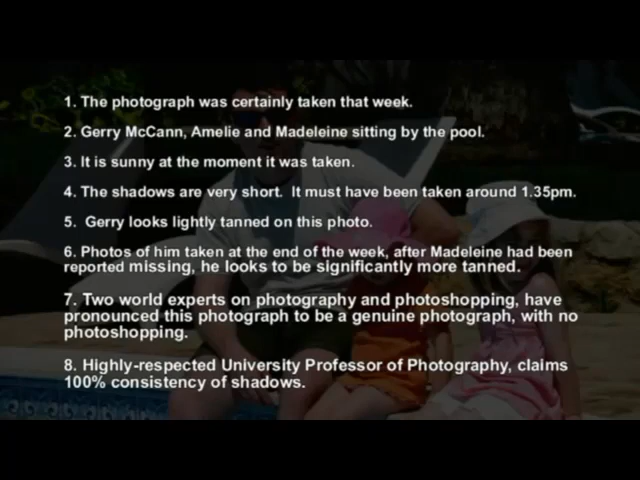 1. The photograph was certainly taken that week.
2. Gerry McCann, Amelie and Madeleine sitting by the pool.
3. It is sunny at the moment it was taken.
4. The shadows are very short.  It must have been taken around 1.35pm.
5.  Gerry looks lightly tanned on this photo.
6. Photos of him taken at the end of the week, after Madeleine had been
reported missing, he looks to be significantly more tanned.
7. Two world experts on photography and photoshopping, have
pronounced this photograph to be a genuine photograph, with no
photoshopping.
8. Highly-respected University Professor of Photography, claims
100% consistency of shadows.